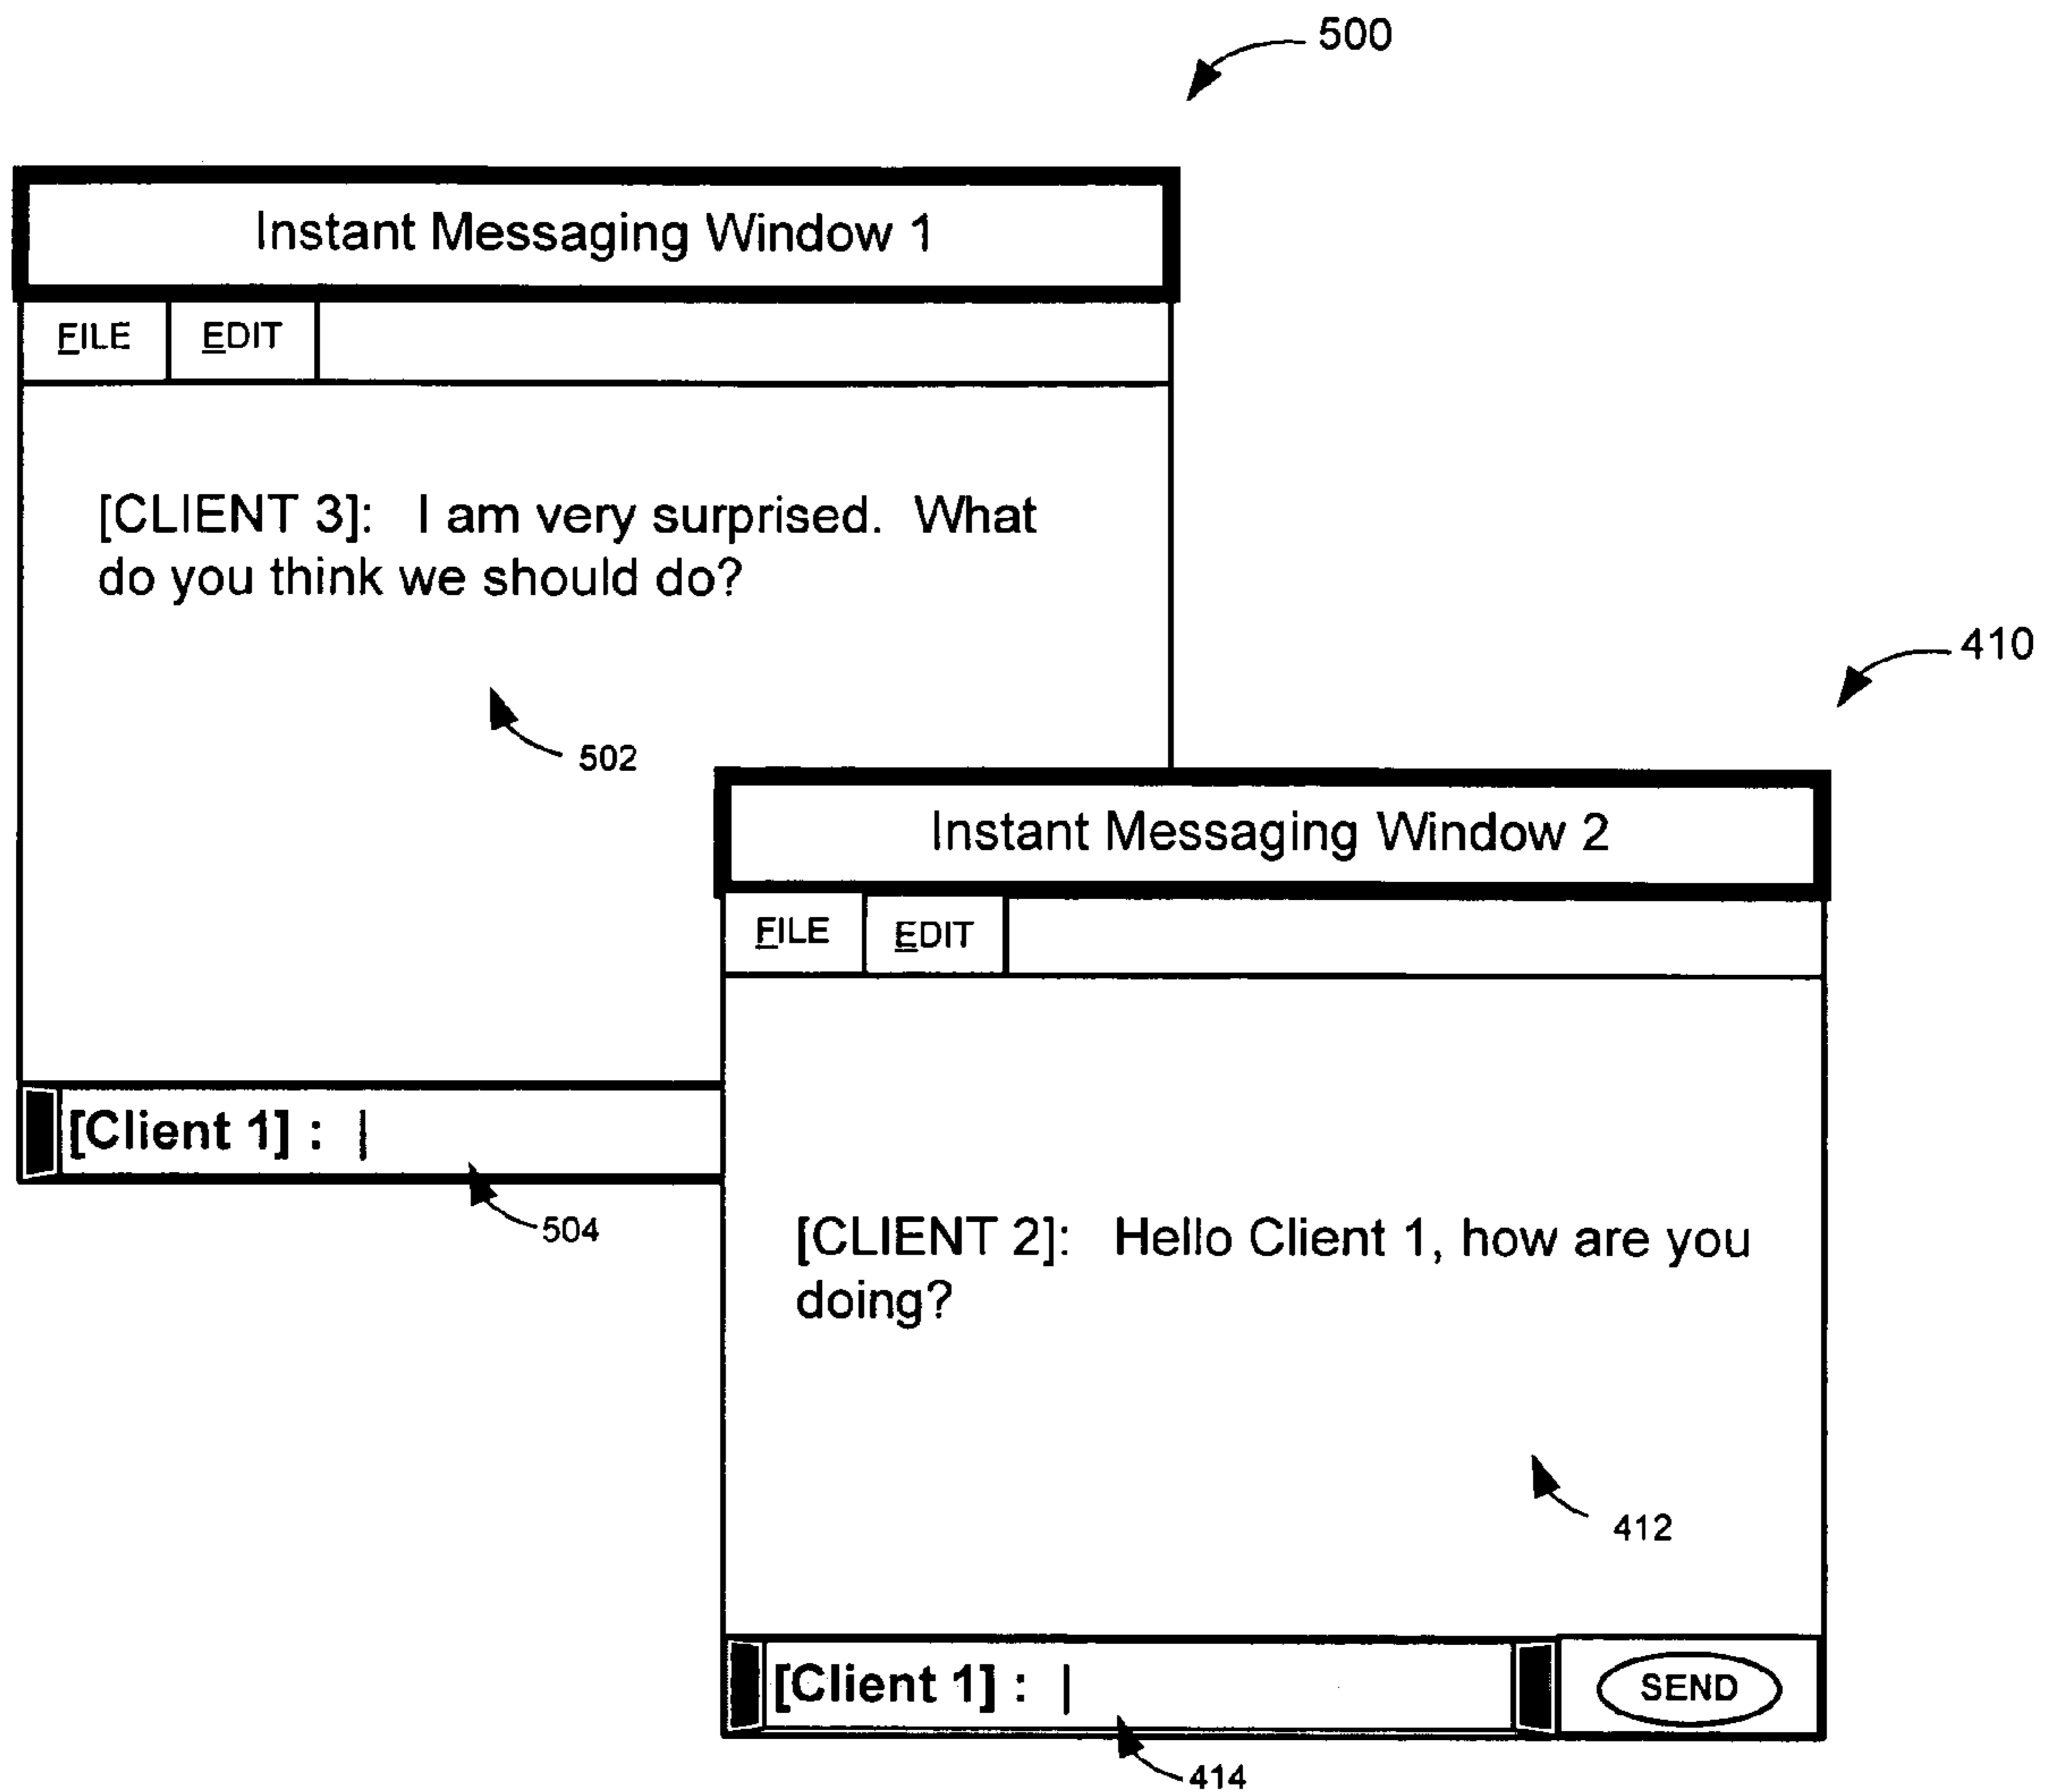 500
Instant Messaging Window 1
FILE EDIT
[CLIENT 3]: I am very surprised. What
do you think we should do?
502
[Client 1] : |
504
410
Instant Messaging Window 2
FILE EDIT
[CLIENT 2]: Hello Client 1, how are you
doing?
412
[Client 1] : |
SEND
414